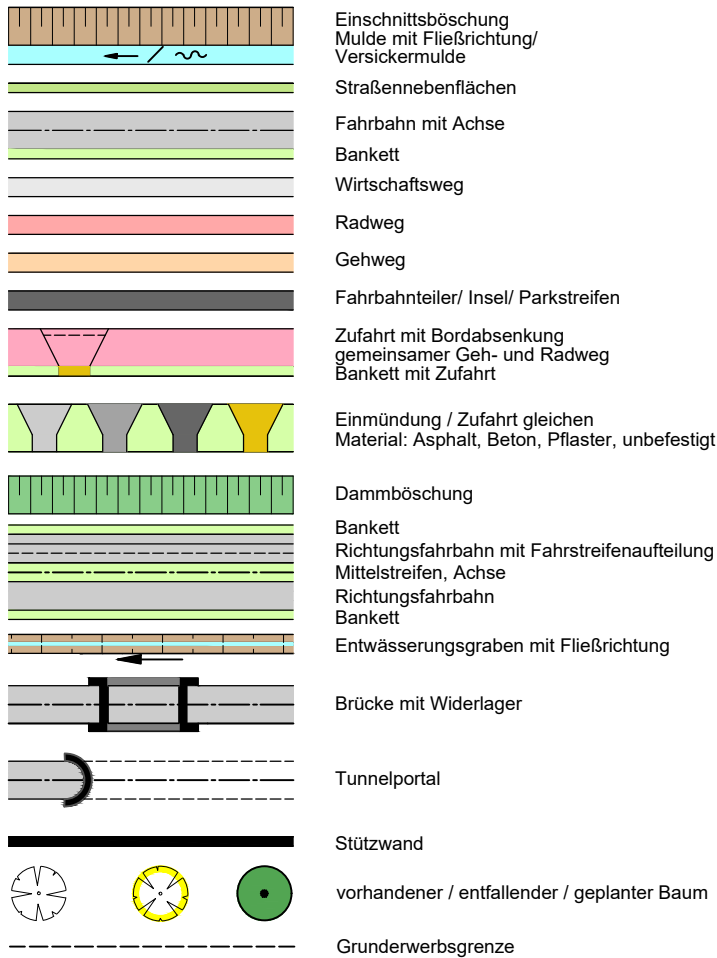 Einschnittsböschung
Mulde mit Fließrichtung/
Versickermulde
Straßennebenflächen
Fahrbahn mit Achse
Bankett
Wirtschaftsweg
Radweg
Gehweg
Fahrbahnteiler/ Insel/ Parkstreifen
Zufahrt mit Bordabsenkung
gemeinsamer Geh- und Radweg
Bankett mit Zufahrt
Einmündung / Zufahrt gleichen
Material: Asphalt, Beton, Pflaster, unbefestigt
Dammböschung
Bankett
Richtungsfahrbahn mit Fahrstreifenaufteilung
Mittelstreifen, Achse
Richtungsfahrbahn
Bankett
Entwässerungsgraben mit Fließrichtung
Brücke mit Widerlager
Tunnelportal
Stützwand
vorhandener / entfallender / geplanter Baum
Grunderwerbsgrenze